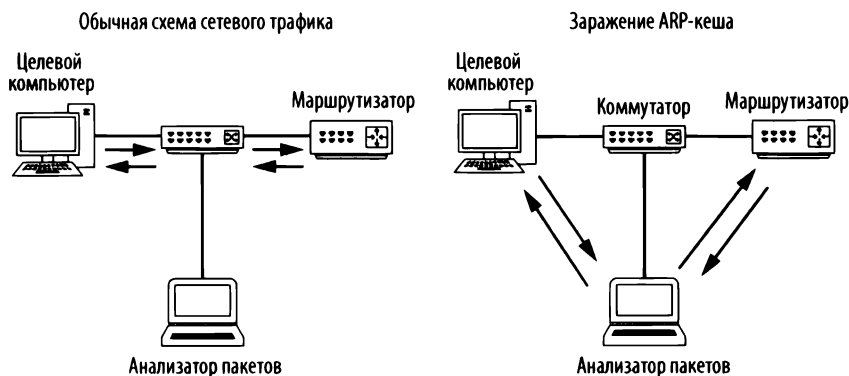 Обычная схема сетевого трафика
Целевой
компьютер
Маршрутизатор
Анализатор пакетов
Заражение ARP-кеша
Целевой
компьютер
Коммутатор
Маршрутизатор
Анализатор пакетов